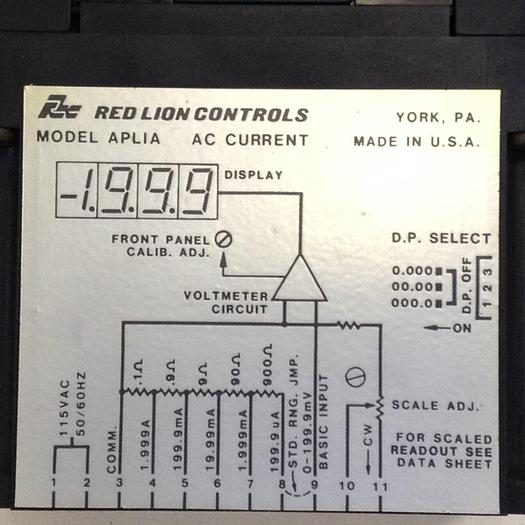 RLC RED LION CONTROLS YORK, PA.
MODEL APLIA AC CURRENT MADE IN U.S.A.
-1.9.9.9 DISPLAY
FRONT PANEL
CALIB. ADJ.
D.P. SELECT
VOLTMETER
CIRCUIT
0.000
00.00
000.0
D.P. OFF
1 2 3
ON
115VAC
50/60HZ
COMM.
.1Ω
1.999A
.9Ω
199.9mA
9Ω
19.99mA
90Ω
1.999mA
900Ω
199.9uA
STD. RNG. JMP.
0-199.9mV
BASIC INPUT
SCALE ADJ.
CW
FOR SCALED
READOUT SEE
DATA SHEET
1 2 3 4 5 6 7 8 9 10 11